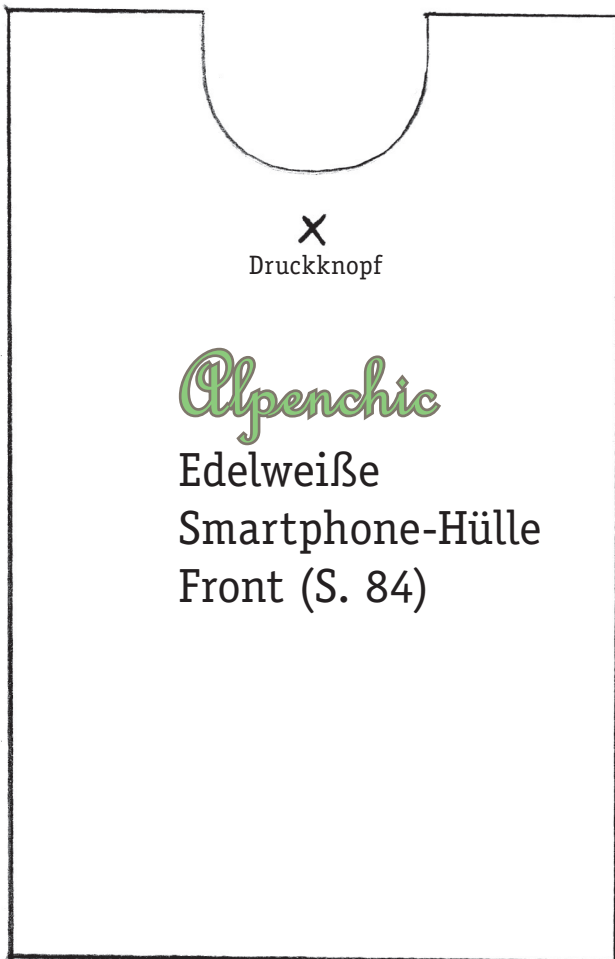 Druckknopf
Alpenchic
Edelweiße
Smartphone-Hülle
Front (S. 84)